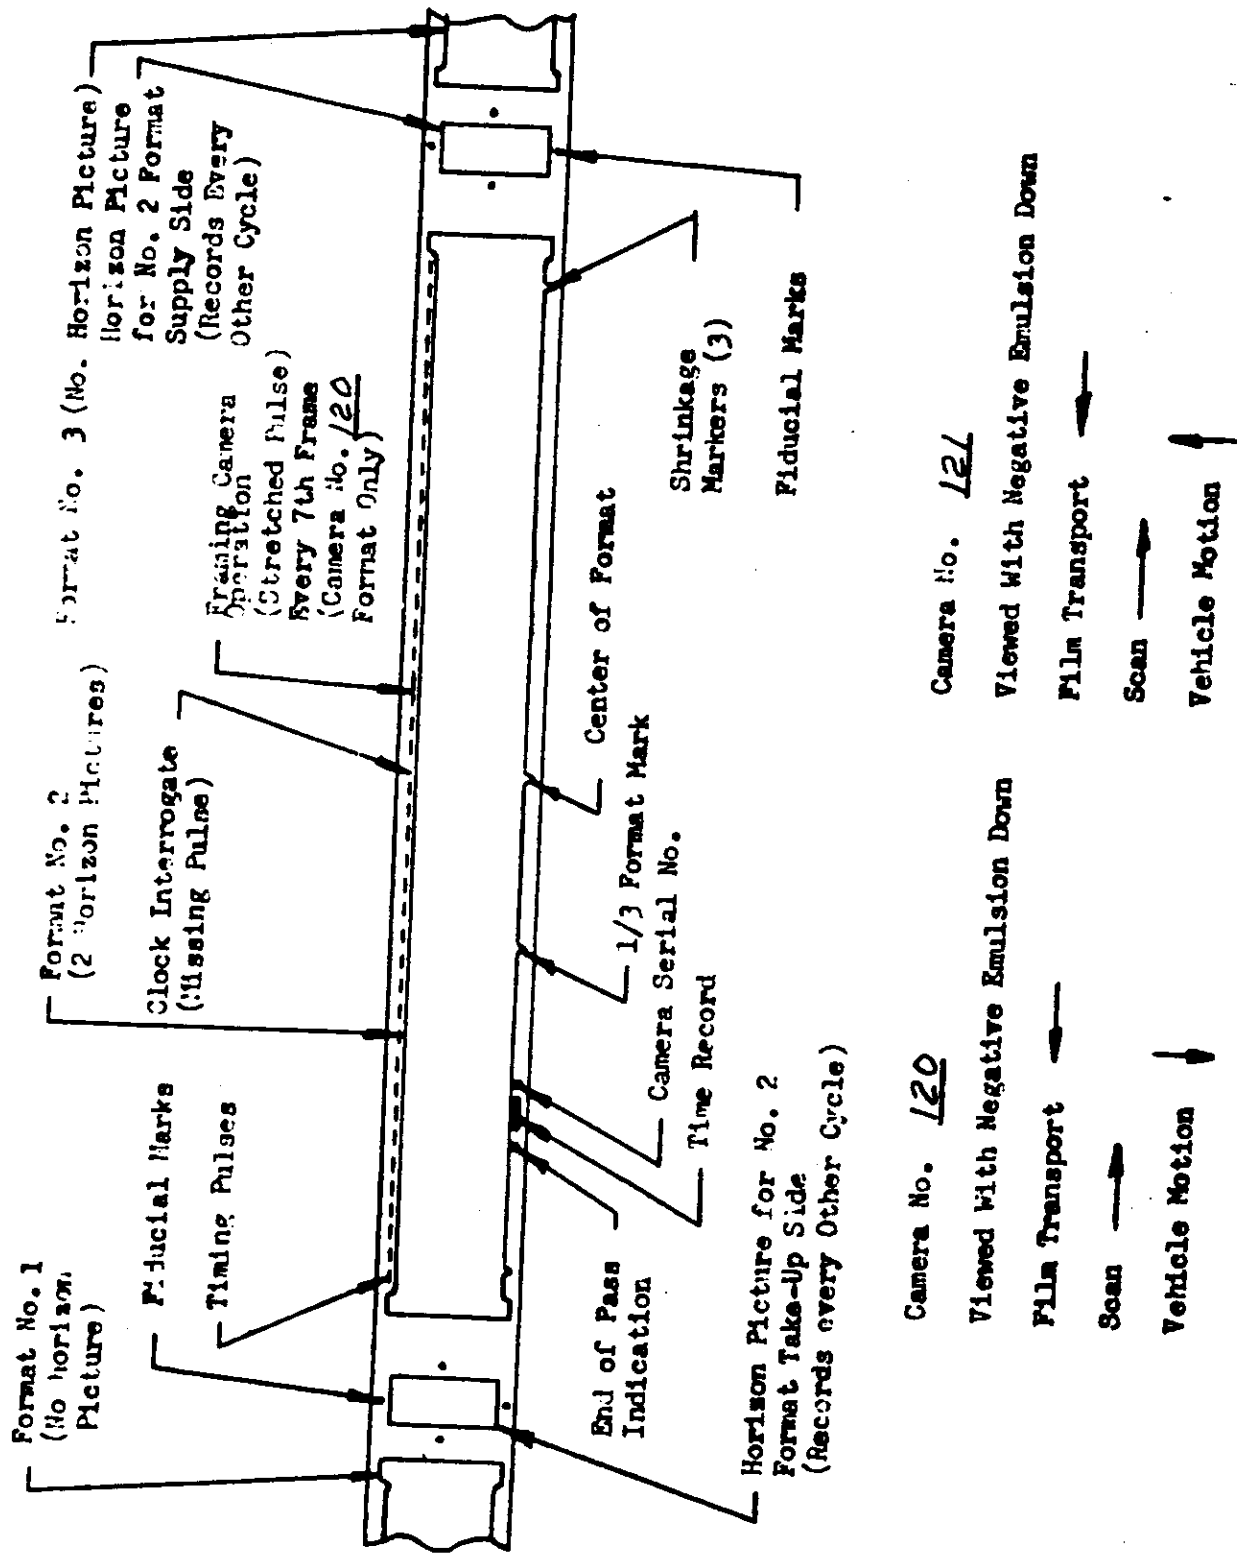 Format No. 1
(No horizon
Picture)
Fiducial Marks
Timing Pulses
Format No. 2
(2 Horizon Pictures)
Clock Interrogate
(Missing Pulse)
Format No. 3 (No. Horizon Picture)
Horizon Picture
for No. 2 Format
Supply Side
(Records Every
Other Cycle)
Framing Camera
Operation
(Stretched Pulse)
Every 7th Frame
(Camera No. 120
Format Only)
End of Pass
Indication
Horizon Picture for No. 2
Format Take-Up Side
(Records every Other Cycle)
Time Record
Camera Serial No.
1/3 Format Mark
Center of Format
Shrinkage
Markers (3)
Fiducial Marks
Camera No. 120
Viewed With Negative Emulsion Down
Film Transport
Scan
Vehicle Motion
Camera No. 121
Viewed With Negative Emulsion Down
Film Transport
Scan
Vehicle Motion